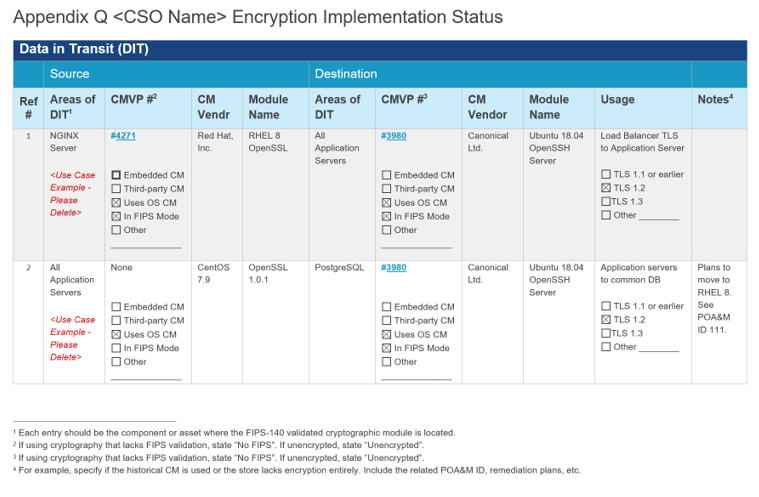 Appendix Q <CSO Name> Encryption Implementation Status
Data in Transit (DIT)
Source
Destination
Ref #
Areas of DIT1
CMVP #2
CM Vendr
Module Name
Areas of DIT
CMVP #3
CM Vendor
Module Name
Usage
Notes4
1
NGINX
Server
<Use Case
Example -
Please
Delete>
#4271
☐ Embedded CM
☐ Third-party CM
☒ Uses OS CM
☒ In FIPS Mode
☐ Other
_______________
Red Hat,
Inc.
RHEL 8
OpenSSL
All
Application
Servers
#3980
☐ Embedded CM
☐ Third-party CM
☒ Uses OS CM
☒ In FIPS Mode
☐ Other
_______________
Canonical
Ltd.
Ubuntu 18.04
OpenSSH
Server
Load Balancer TLS
to Application Server
☐ TLS 1.1 or earlier
☒ TLS 1.2
☐TLS 1.3
☐ Other ________
2
All
Application
Servers
<Use Case
Example -
Please
Delete>
None
☐ Embedded CM
☐ Third-party CM
☒ Uses OS CM
☐ In FIPS Mode
☐ Other
_______________
CentOS
7.9
OpenSSL
1.0.1
PostgreSQL
#3980
☐ Embedded CM
☐ Third-party CM
☒ Uses OS CM
☒ In FIPS Mode
☐ Other
_______________
Canonical
Ltd.
Ubuntu 18.04
OpenSSH
Server
Application servers
to common DB
☐ TLS 1.1 or earlier
☒ TLS 1.2
☐TLS 1.3
☐ Other ________
Plans to
move to
RHEL 8.
See
POA&M
ID 111.
1 Each entry should be the component or asset where the FIPS-140 validated cryptographic module is located.
2 If using cryptography that lacks FIPS validation, state “No FIPS”. If unencrypted, state “Unencrypted”.
3 If using cryptography that lacks FIPS validation, state “No FIPS”. If unencrypted, state “Unencrypted”.
4 For example, specify if the historical CM is used or the store lacks encryption entirely. Include the related POA&M ID, remediation plans, etc.